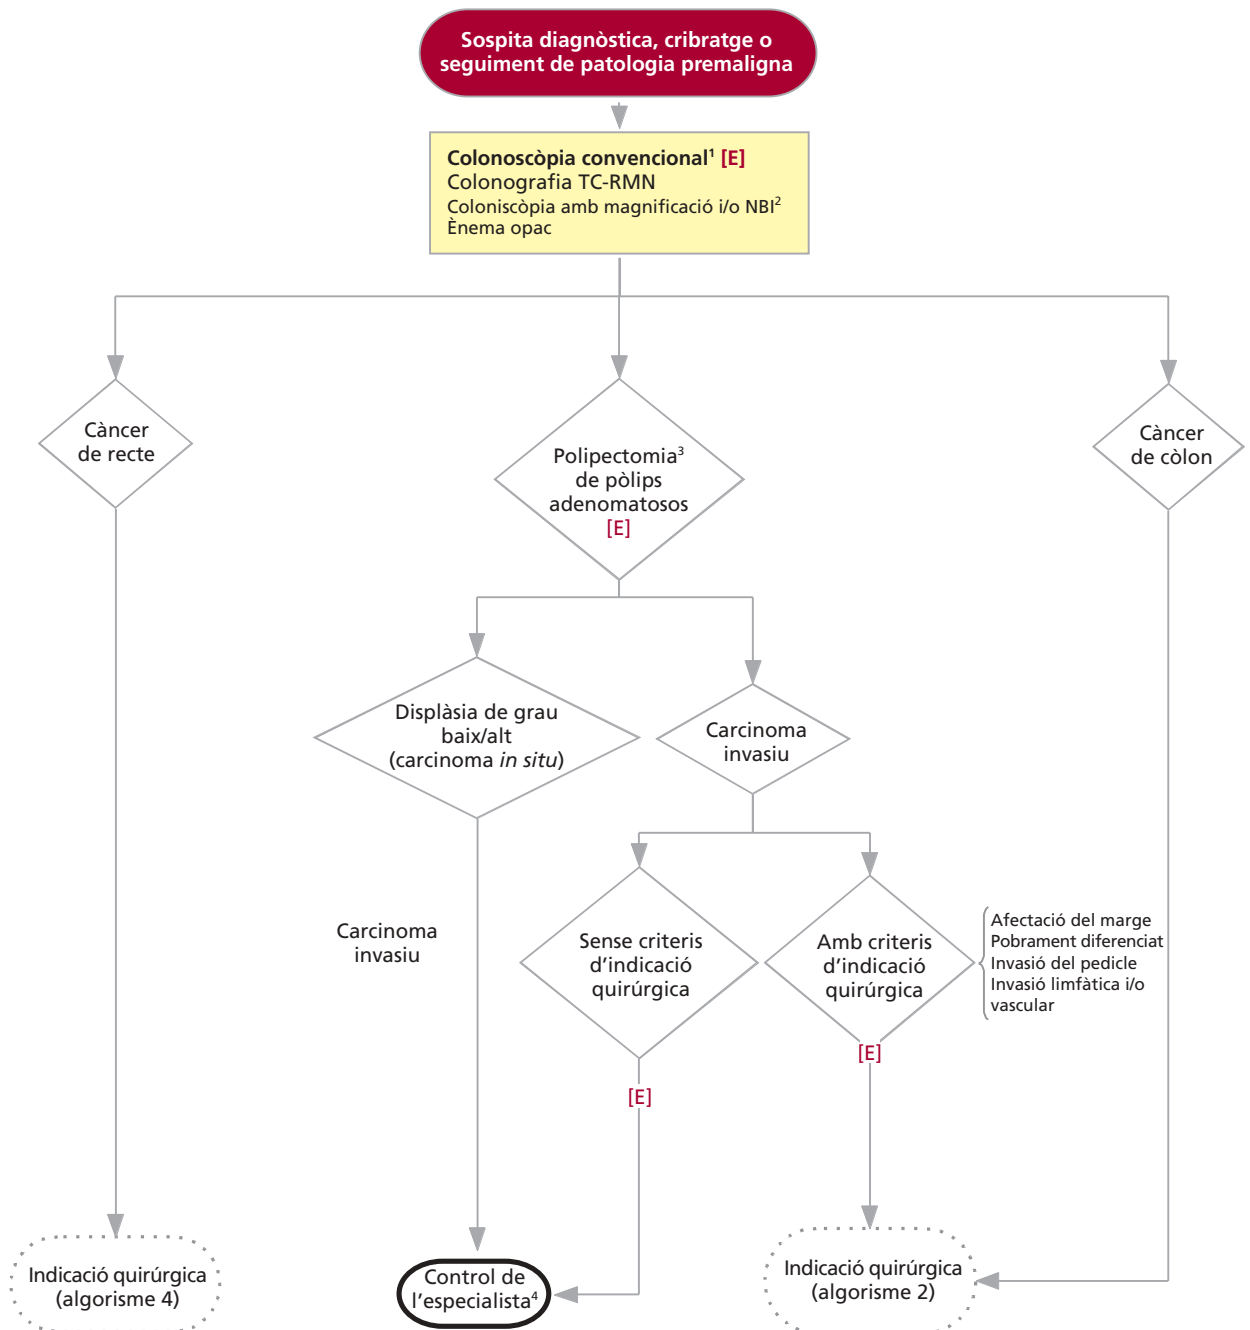 Sospita diagnòstica, cribratge o
seguiment de patologia premaligna
Colonoscòpia convencional¹ [E]
Colonografia TC-RMN
Coloniscòpia amb magnificació i/o NBI²
Ènema opac
Càncer
de recte
Polipectomia³
de pòlips
adenomatosos
[E]
Càncer
de còlon
Displàsia de grau
baix/alt
(carcinoma in situ)
Carcinoma
invasiu
Carcinoma
invasiu
Sense criteris
d’indicació
quirúrgica
[E]
Amb criteris
d’indicació
quirúrgica
[E]
Afectació del marge
Pobrament diferenciat
Invasió del pedicle
Invasió limfàtica i/o
vascular
Indicació quirúrgica
(algorisme 4)
Control de
l’especialista⁴
Indicació quirúrgica
(algorisme 2)